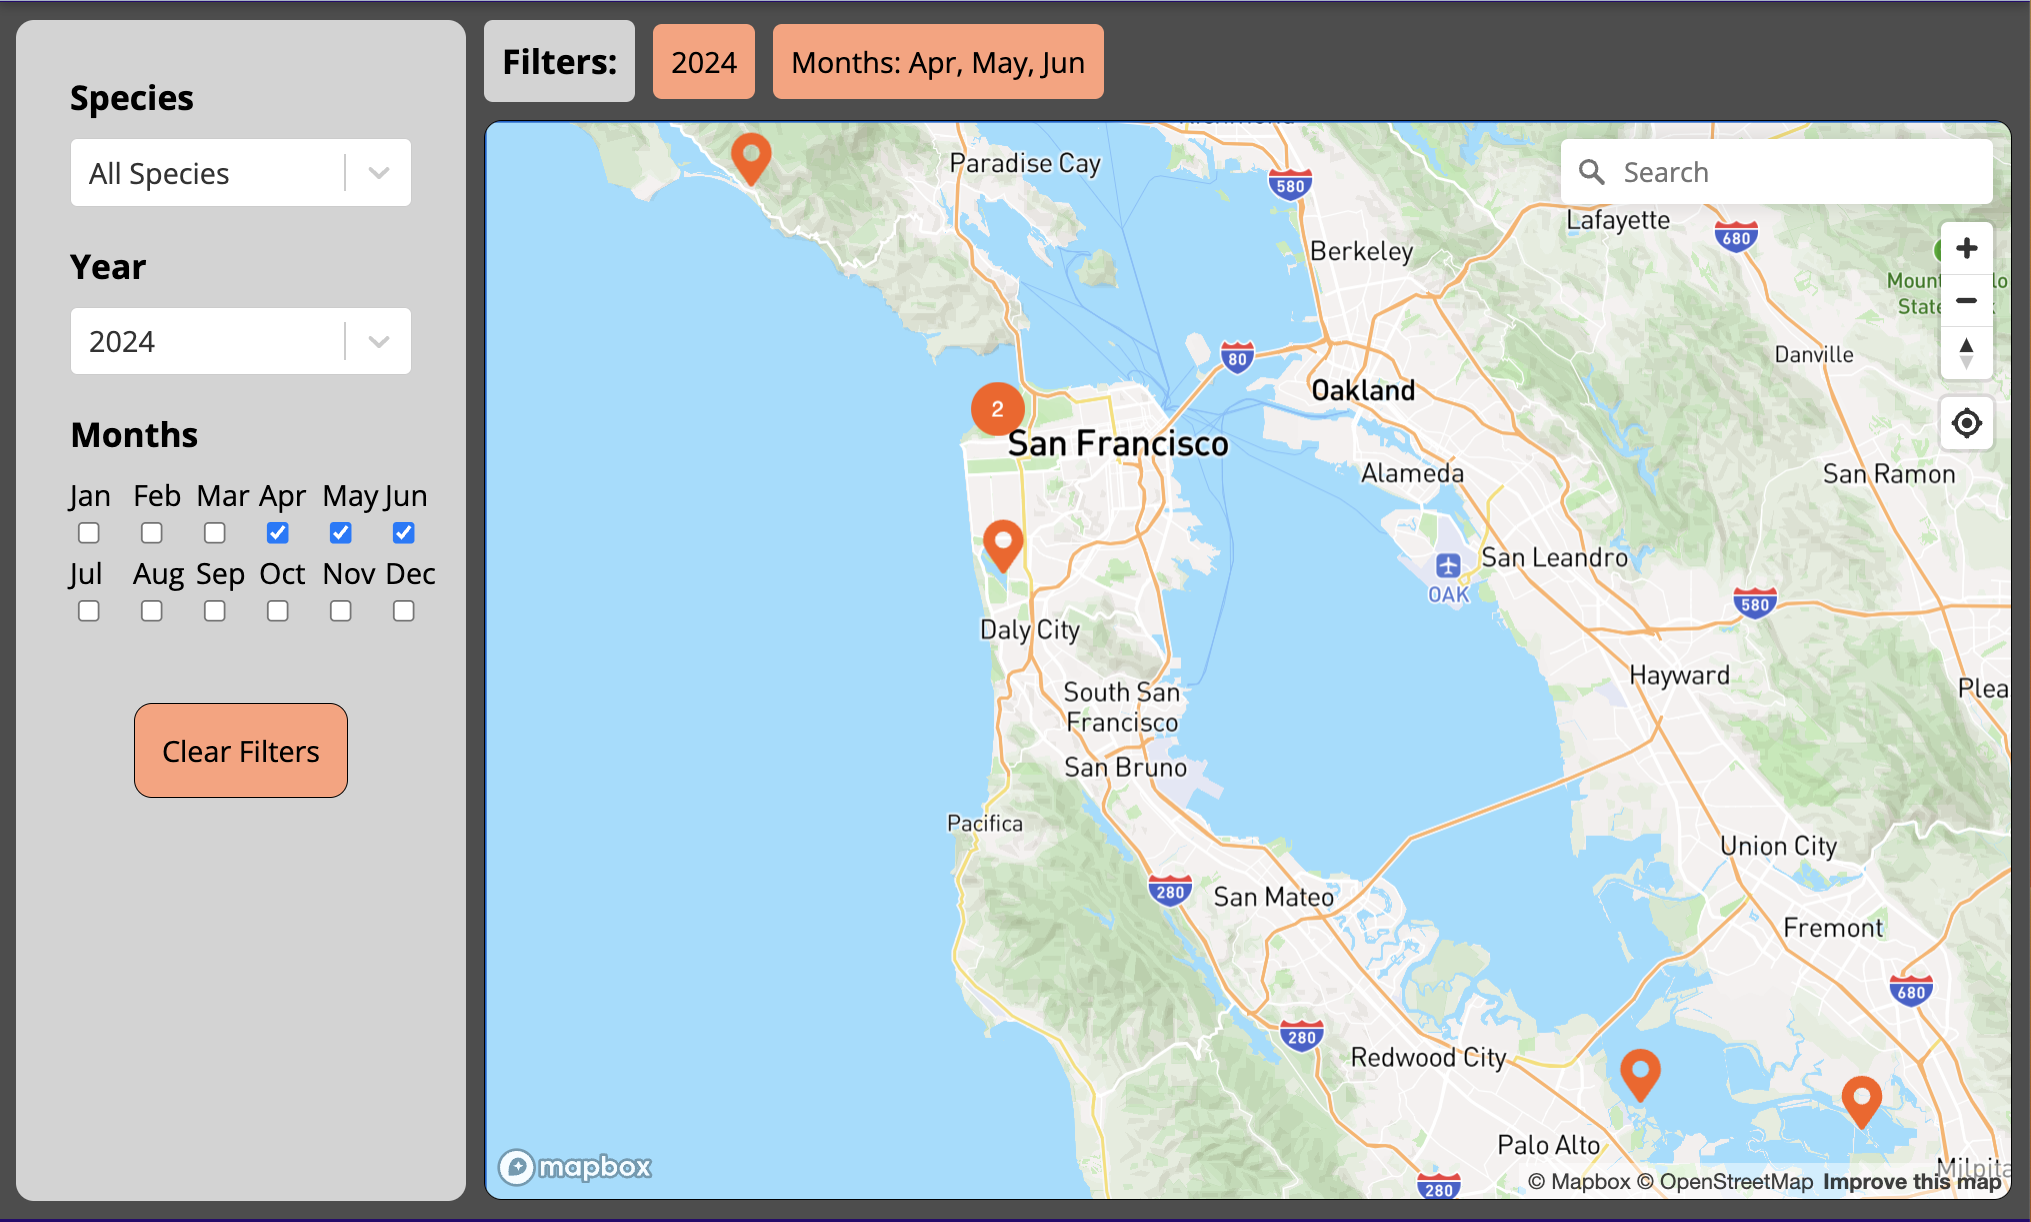 Species
All Species
Year
2024
Months
Jan Feb Mar Apr May Jun
Jul Aug Sep Oct Nov Dec
Clear Filters
Filters:
2024
Months: Apr, May, Jun
Search
Paradise Cay
580
Lafayette
680
Berkeley
Danville
80
Oakland
2
San Francisco
Alameda
San Ramon
San Leandro
OAK
580
Daly City
Hayward
South San
Francisco
Plea
San Bruno
Pacifica
Union City
280
San Mateo
Fremont
680
280
Redwood City
Palo Alto
280
mapbox
© Mapbox © OpenStreetMap Improve this map